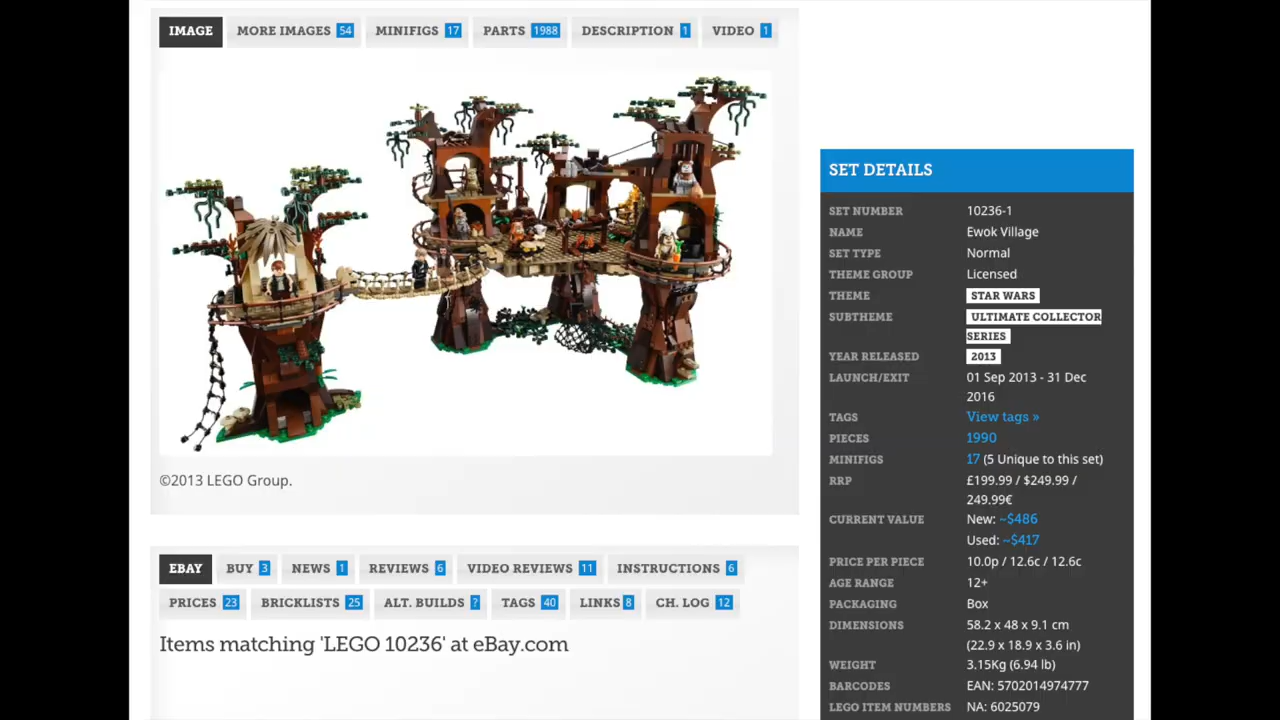 IMAGE MORE IMAGES 54 MINIFIGS 17 PARTS 1988 DESCRIPTION 1 VIDEO 1
©2013 LEGO Group.
EBAY BUY 3 NEWS 1 REVIEWS 6 VIDEO REVIEWS 11 INSTRUCTIONS 6
PRICES 23 BRICKLISTS 25 ALT. BUILDS ? TAGS 40 LINKS 8 CH. LOG 12
Items matching 'LEGO 10236' at eBay.com
SET DETAILS
SET NUMBER 10236-1
NAME Ewok Village
SET TYPE Normal
THEME GROUP Licensed
THEME STAR WARS
SUBTHEME ULTIMATE COLLECTOR
SERIES
YEAR RELEASED 2013
LAUNCH/EXIT 01 Sep 2013 - 31 Dec
2016
TAGS View tags »
PIECES 1990
MINIFIGS 17 (5 Unique to this set)
RRP £199.99 / $249.99 /
249.99€
CURRENT VALUE New: ~$486
Used: ~$417
PRICE PER PIECE 10.0p / 12.6c / 12.6c
AGE RANGE 12+
PACKAGING Box
DIMENSIONS 58.2 x 48 x 9.1 cm
(22.9 x 18.9 x 3.6 in)
WEIGHT 3.15Kg (6.94 lb)
BARCODES EAN: 5702014974777
LEGO ITEM NUMBERS NA: 6025079